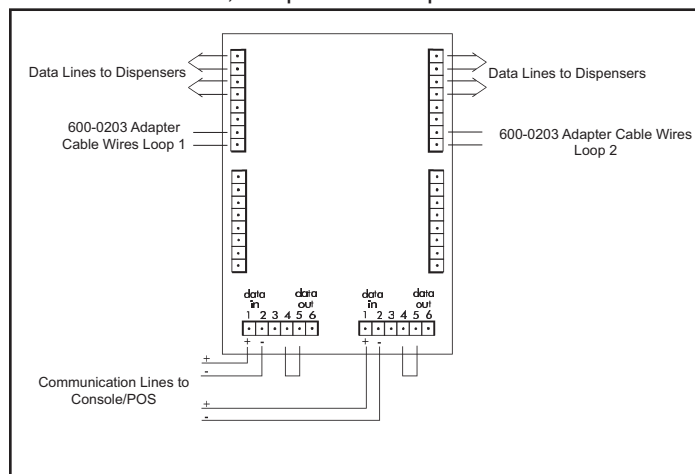 Data Lines to Dispensers
Data Lines to Dispensers
600-0203 Adapter
Cable Wires Loop 1
600-0203 Adapter Cable Wires
Loop 2
data data
in out
1 2 3 4 5 6
+ -
data data
in out
1 2 3 4 5 6
+ -
+
-
Communication Lines to
Console/POS
+
-